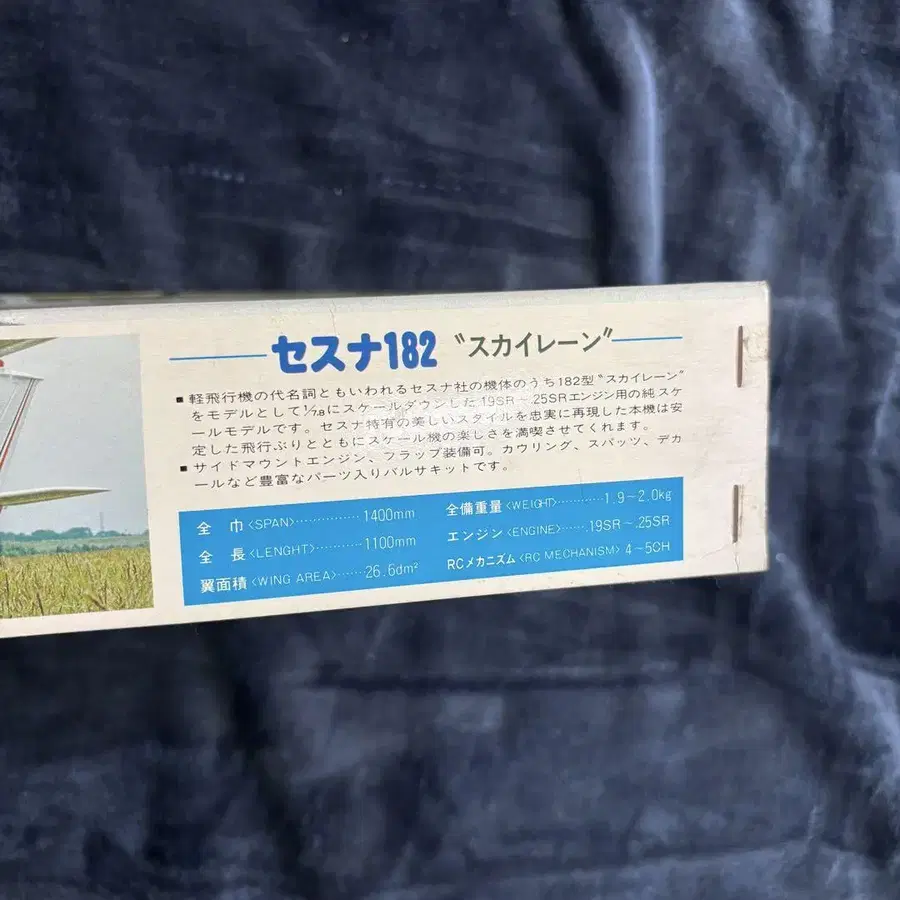 セスナ182 “スカイレーン”
■軽飛行機の代名詞ともいわれるセスナ社の機体のうち182型“スカイレーン”
をモデルとして1/7.8にスケールダウンした.19SR~.25SRエンジン用の純スケ
ールモデルです。セスナ特有の美しいスタイルを忠実に再現した本機は安
定した飛行ぶりとともにスケール機の楽しさを満喫させてくれます。
■サイドマウントエンジン、フラップ装備可。カウリング、スパッツ、デカ
ールなど豊富なパーツ入りバルサキットです。
全 巾〈SPAN〉……………1400mm
全 長〈LENGHT〉…………1100mm
翼面積〈WING AREA〉……26.6dm²
全備重量〈WEIGHT〉…………1.9~2.0kg
エンジン〈ENGINE〉……..19SR~.25SR
RCメカニズム〈RC MECHANISM〉4~5CH